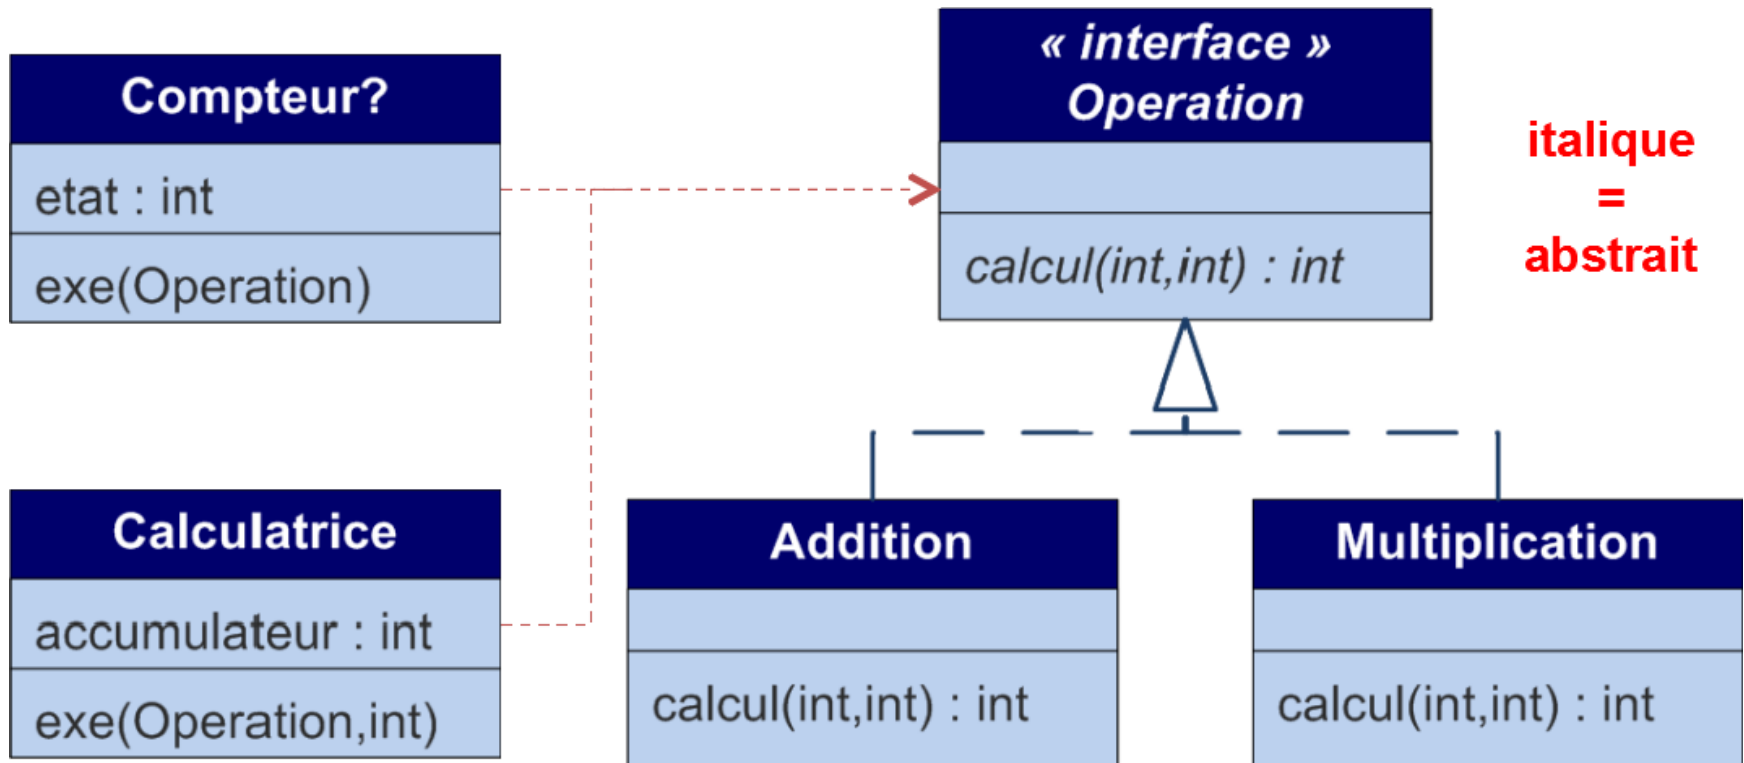 Compteur?
etat : int
exe(Operation)
« interface »
Operation
calcul(int,int) : int
italique
=
abstrait
Calculatrice
accumulateur : int
exe(Operation,int)
Addition
calcul(int,int) : int
Multiplication
calcul(int,int) : int